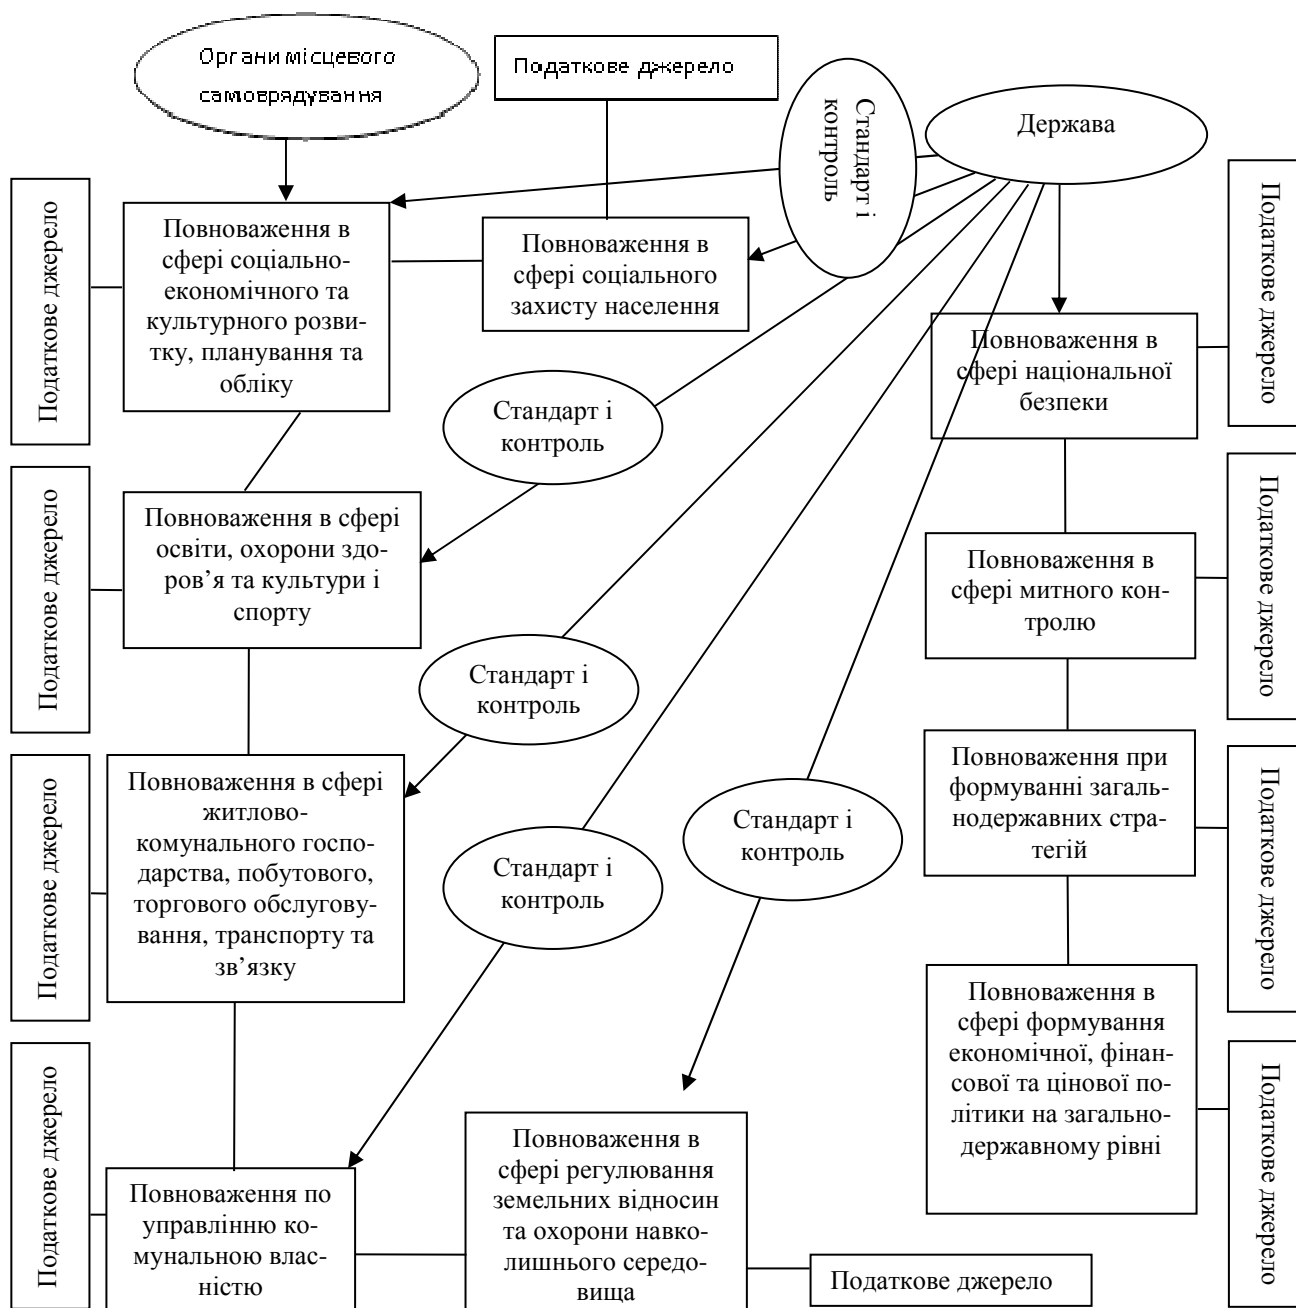 Органи місцевого
самоврядування
Податкове джерело
Стандарт і
контроль
Держава
Податкове джерело
Повноваження в
сфері соціально-
економічного та
культурного розви-
тку, планування та
обліку
Повноваження в
сфері соціального
захисту населення
Податкове джерело
Повноваження в
сфері національної
безпеки
Стандарт і
контроль
Податкове джерело
Повноваження в сфері
освіти, охорони здо-
ров’я та культури і
спорту
Податкове джерело
Повноваження в
сфері митного кон-
тролю
Стандарт і
контроль
Податкове джерело
Повноваження в сфері
житлово-
комунального госпо-
дарства, побутового,
торгового обслугову-
вання, транспорту та
зв’язку
Стандарт і
контроль
Стандарт і
контроль
Повноваження при
формуванні загаль-
нодержавних стра-
тегій
Податкове джерело
Повноваження в
сфері формування
економічної, фінан-
сової та цінової по-
літики на загально-
державному рівні
Податкове джерело
Податкове джерело
Повноваження по
управлінню ко-
мунальною влас-
ністю
Повноваження в
сфері регулювання
земельних відносин
та охорони навко-
лишнього середо-
вища
Податкове джерело